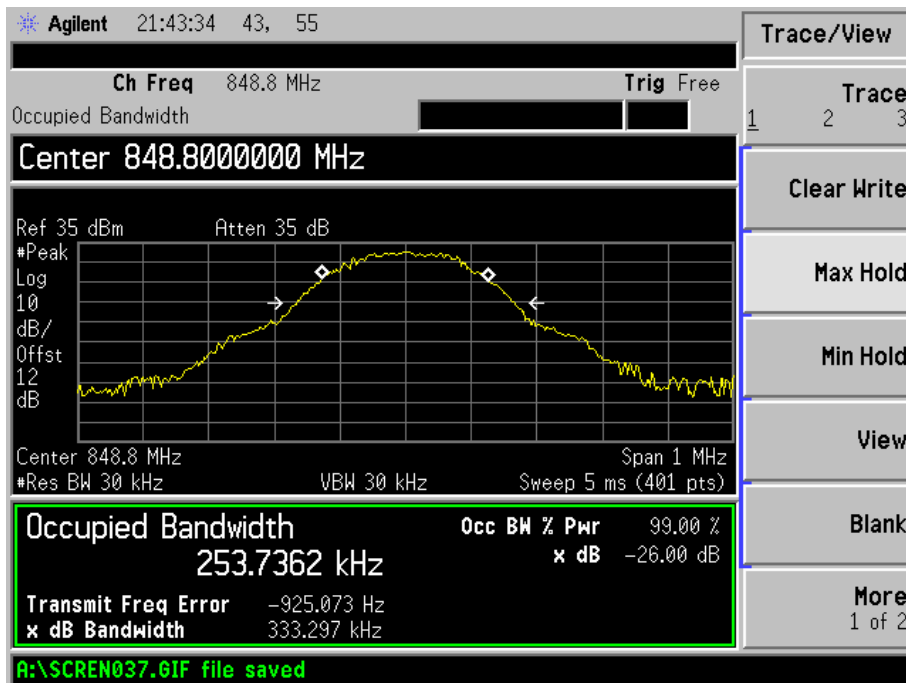 Agilent 21:43:34 43, 55
Trace/View
Ch Freq 848.8 MHz Trig Free
Occupied Bandwidth
Trace
1 2 3
Center 848.8000000 MHz
Clear Write
Ref 35 dBm Atten 35 dB
#Peak
Log
10
dB/
Offst
12
dB
Max Hold
Min Hold
Center 848.8 MHz Span 1 MHz
#Res BW 30 kHz VBW 30 kHz Sweep 5 ms (401 pts)
View
Occupied Bandwidth Occ BW % Pwr 99.00 %
253.7362 kHz x dB -26.00 dB
Blank
Transmit Freq Error -925.073 Hz
x dB Bandwidth 333.297 kHz
More
1 of 2
A:\SCREN037.GIF file saved